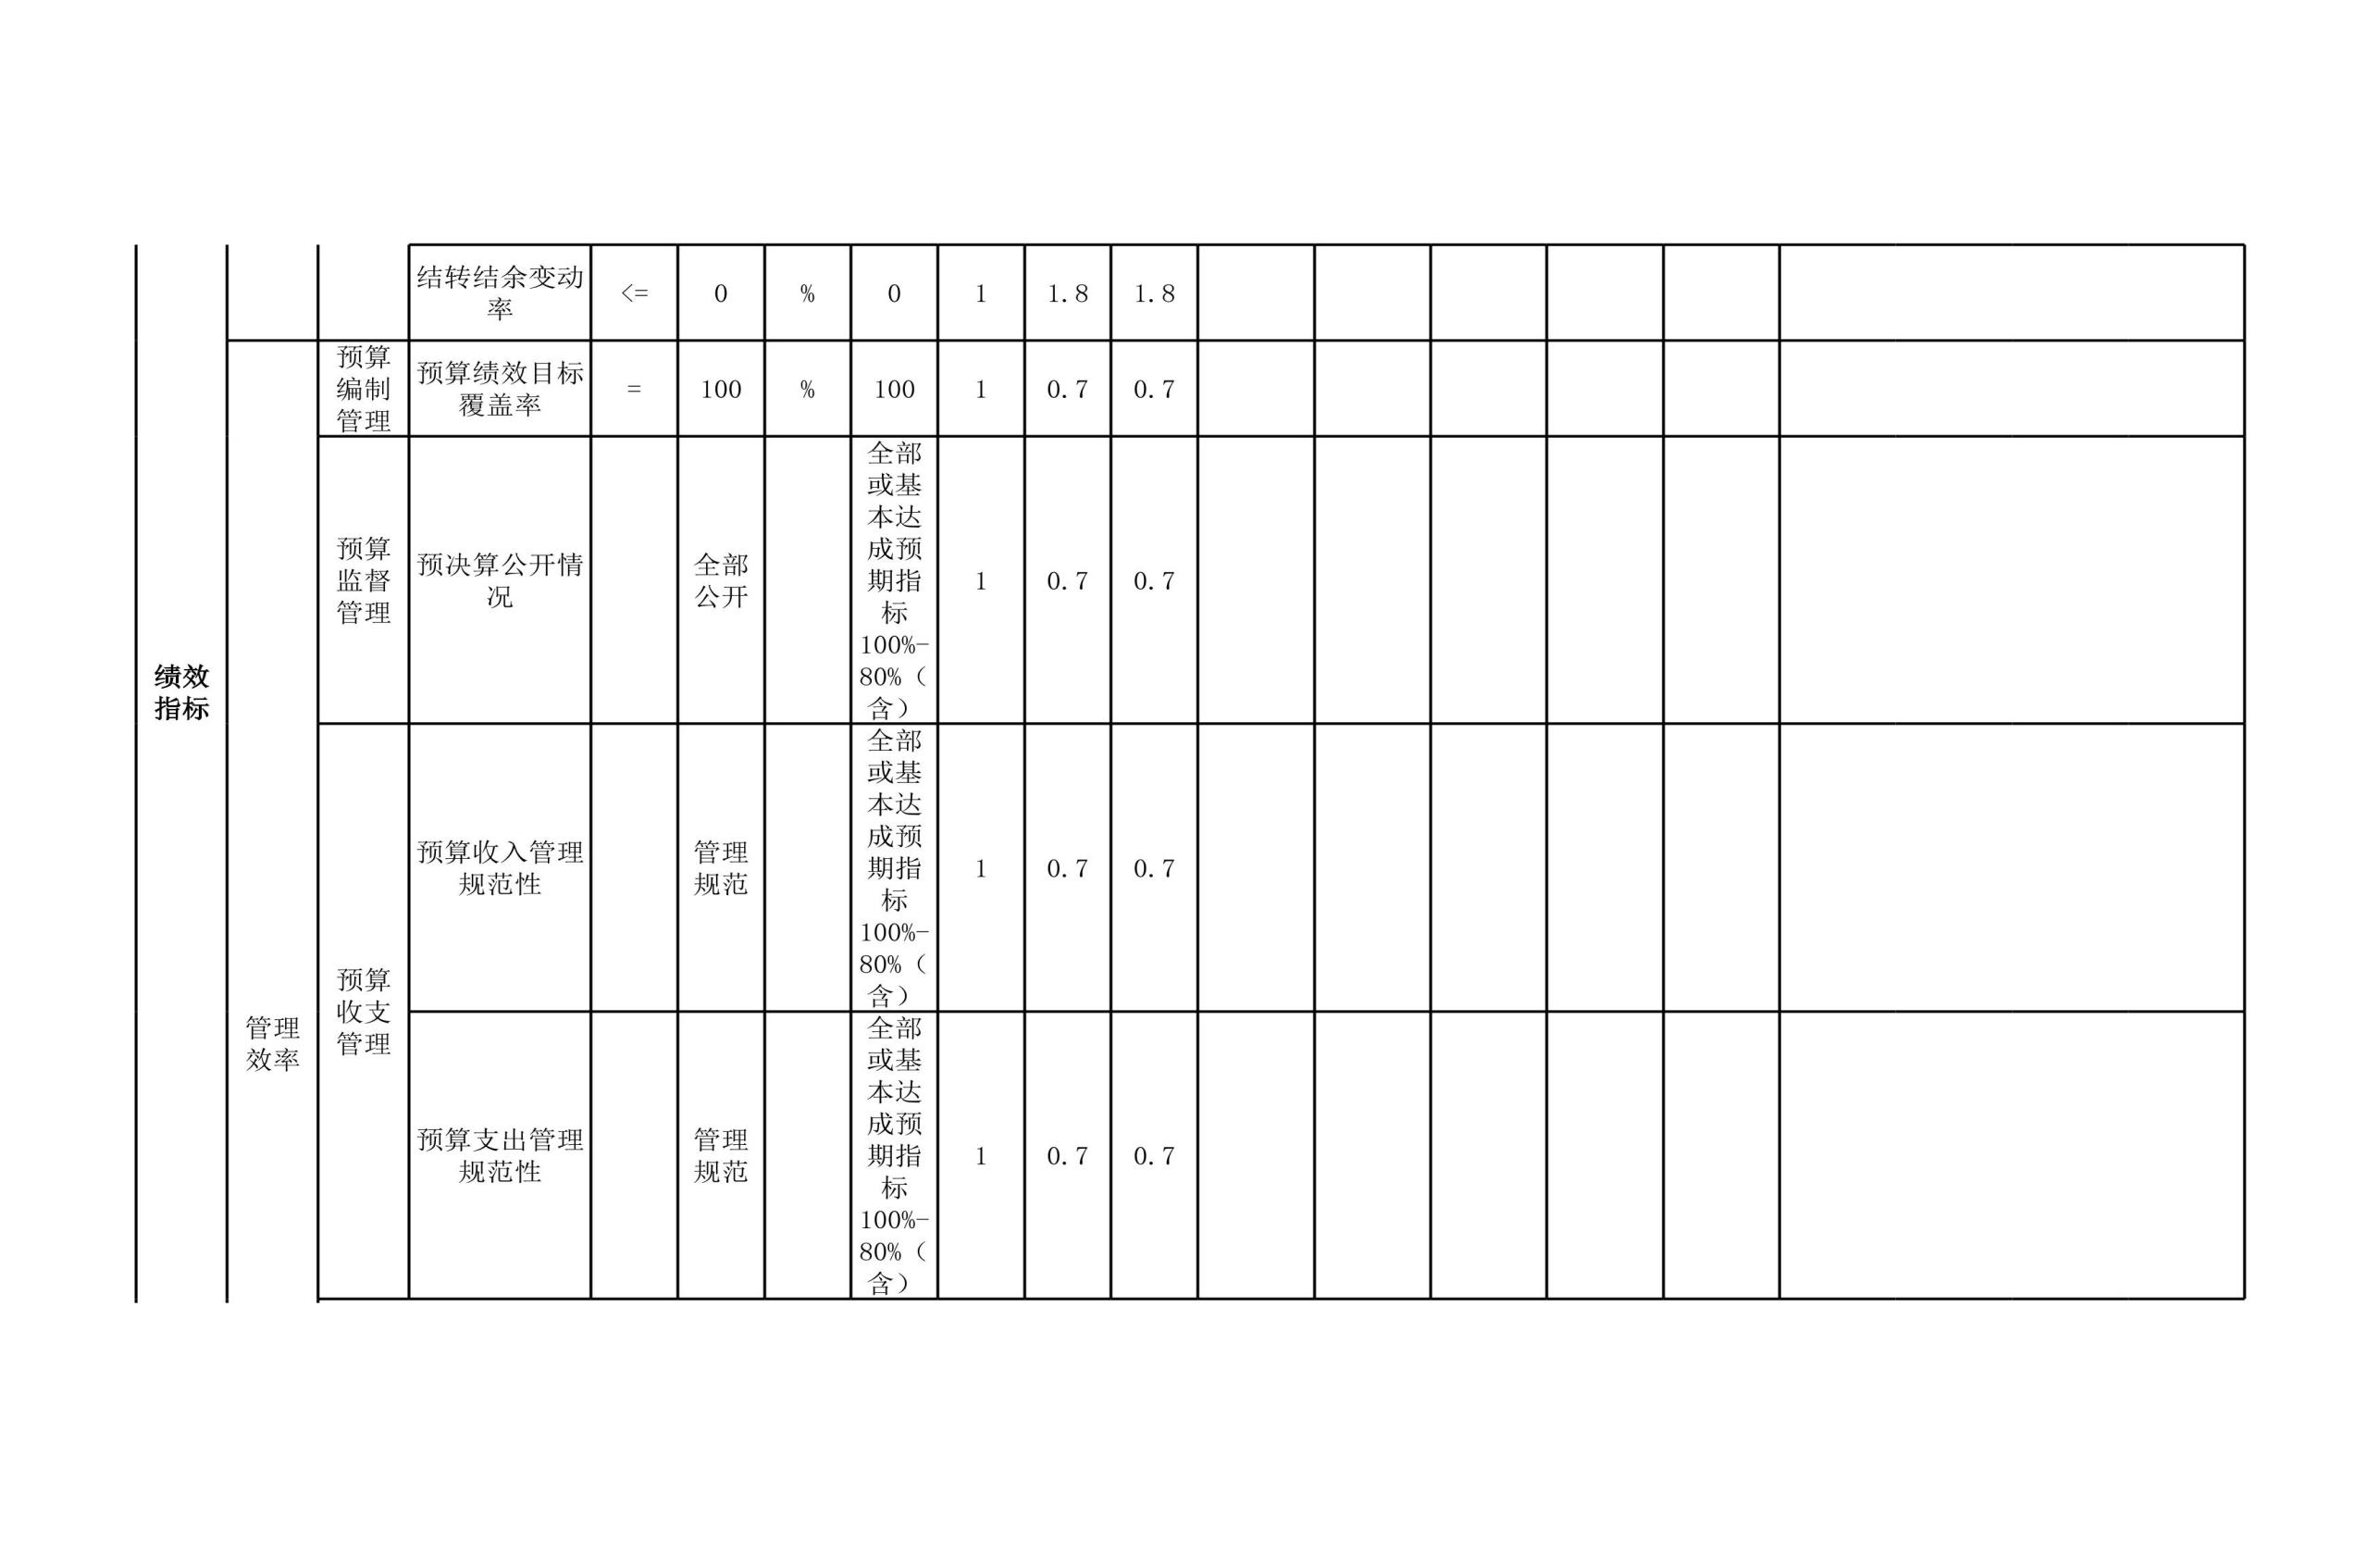 结转结余变动
率
<=
0
%
0
1
1.8
1.8
预算
编制
管理
预算绩效目标
覆盖率
=
100
%
100
1
0.7
0.7
预算
监督
管理
预决算公开情
况
全部
公开
全部
或基
本达
成预
期指
标
100%-
80%（
含）
1
0.7
0.7
绩效
指标
管理
效率
预算
收支
管理
预算收入管理
规范性
管理
规范
全部
或基
本达
成预
期指
标
100%-
80%（
含）
1
0.7
0.7
预算支出管理
规范性
管理
规范
全部
或基
本达
成预
期指
标
100%-
80%（
含）
1
0.7
0.7